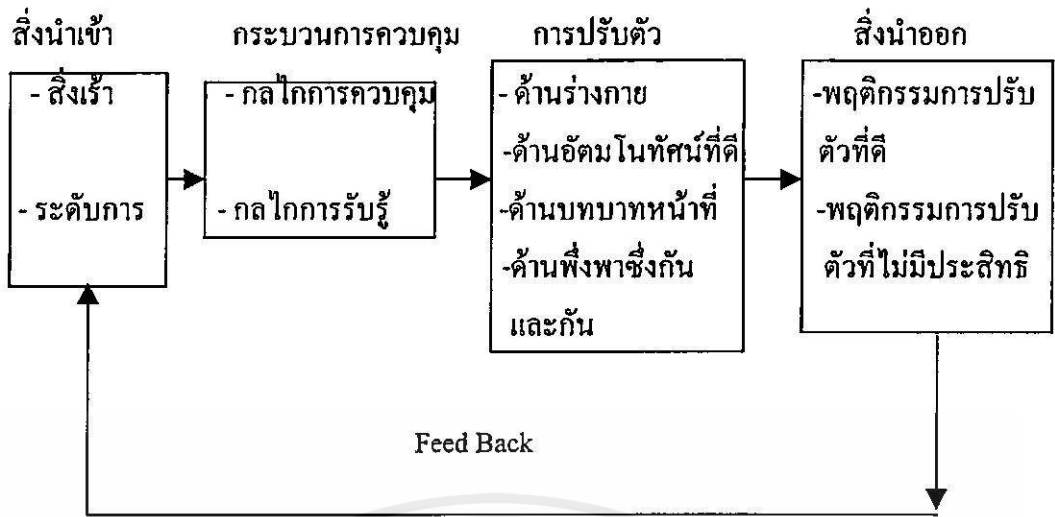 สิ่งนำเข้า
- สิ่งเร้า
- ระดับการ
กระบวนการควบคุม
- กลไกการควบคุม
- กลไกการรับรู้
การปรับตัว
- ด้านร่างกาย
-ด้านอัตมโนทัศน์ที่ดี
-ด้านบทบาทหน้าที่
-ด้านพึ่งพาซึ่งกัน
และกัน
สิ่งนำออก
-พฤติกรรมการปรับ
ตัวที่ดี
-พฤติกรรมการปรับ
ตัวที่ไม่มีประสิทธิ
Feed Back